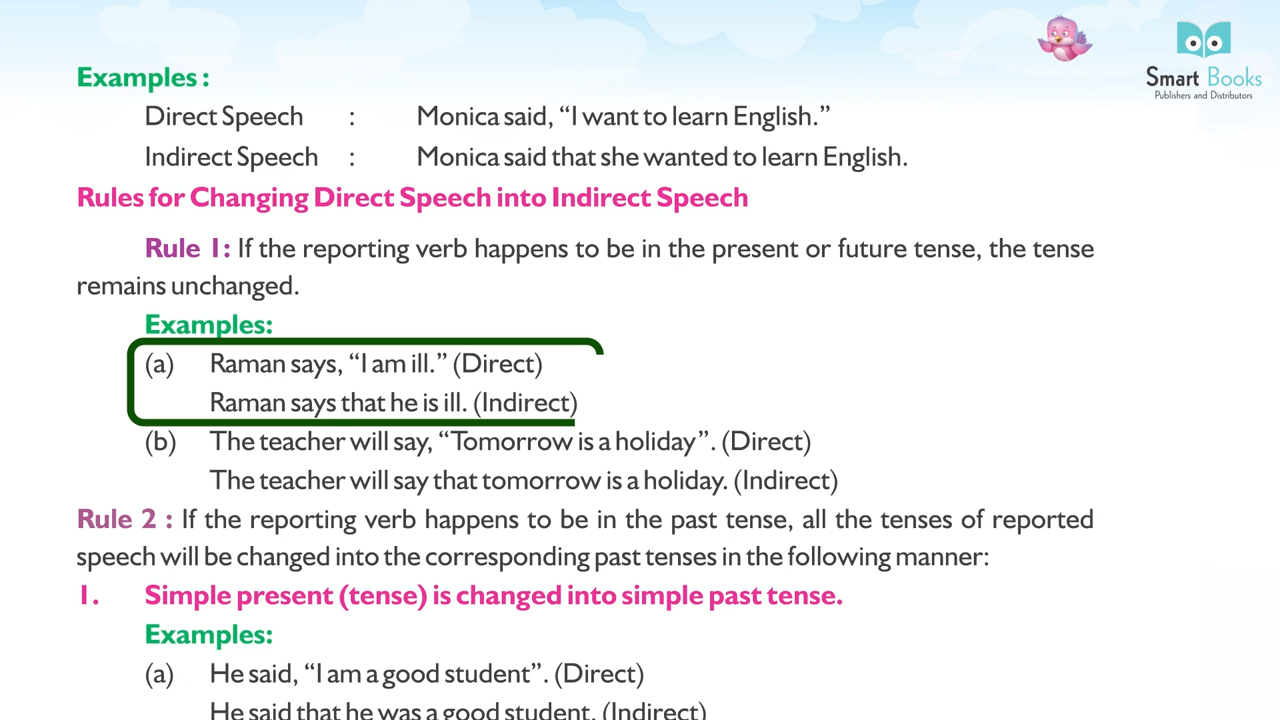 Smart Books
Publishers and Distributors
Examples :
Direct Speech : Monica said, “I want to learn English.”
Indirect Speech : Monica said that she wanted to learn English.
Rules for Changing Direct Speech into Indirect Speech
Rule 1: If the reporting verb happens to be in the present or future tense, the tense
remains unchanged.
Examples:
(a) Raman says, “I am ill.” (Direct)
Raman says that he is ill. (Indirect)
(b) The teacher will say, “Tomorrow is a holiday”. (Direct)
The teacher will say that tomorrow is a holiday. (Indirect)
Rule 2 : If the reporting verb happens to be in the past tense, all the tenses of reported
speech will be changed into the corresponding past tenses in the following manner:
1. Simple present (tense) is changed into simple past tense.
Examples:
(a) He said, “I am a good student”. (Direct)
He said that he was a good student. (Indirect)